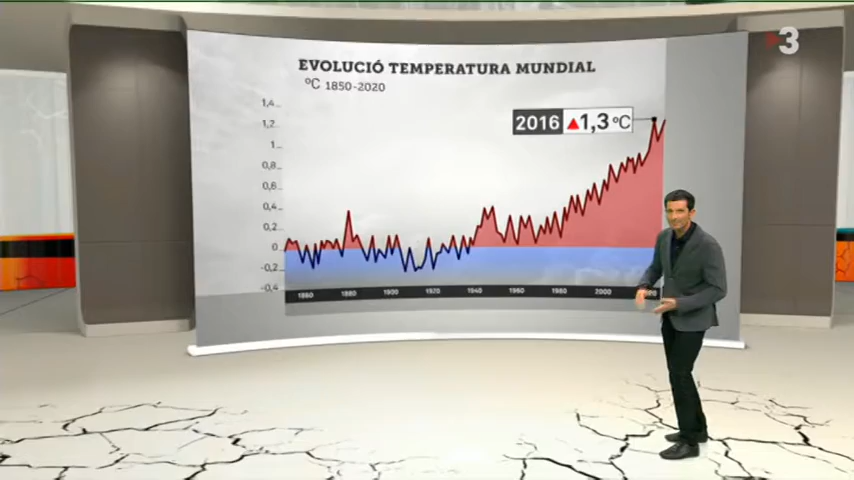 3
EVOLUCIÓ TEMPERATURA MUNDIAL
ºC 1850-2020
2016 ▲1,3 ºC
1,4
1,2
1
0,8
0,6
0,4
0,2
0
-0,2
-0,4
1860 1880 1900 1920 1940 1960 1980 2000